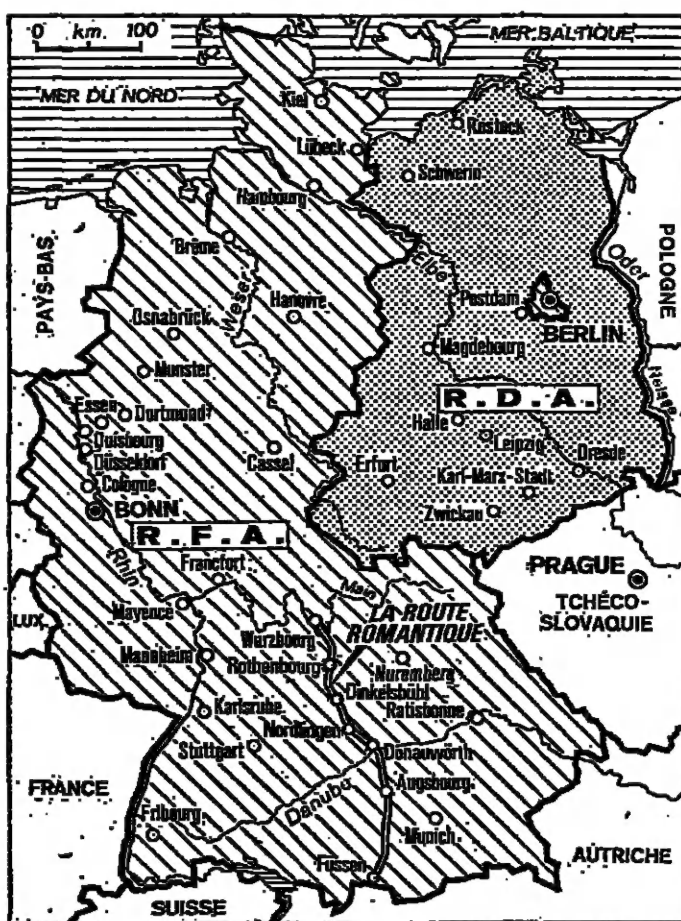 0 km. 100
MER BALTIQUE
MER DU NORD
Kiel
Rostock
Lübeck
Schwerin
Hambourg
Brême
Elbe
Oder
POLOGNE
PAYS-BAS
Weser
Hanovre
Postdam
BERLIN
Osnabrück
Magdebourg
Munster
Neisse
R.D.A.
Essen
Dortmund
Halle
Duisbourg
Leipzig
Düsseldorf
Cassel
Erfurt
Dresde
Cologne
Karl-Marx-Stadt
BONN
Zwickau
R.F.A.
Rhin
Francfort
PRAGUE
Main
TCHÉCO-
SLOVAQUIE
Mayence
LA ROUTE
ROMANTIQUE
LUX.
Wurzbourg
Mannheim
Rothenbourg
Nuremberg
Dinkelsbühl
Karlsruhe
Ratisbonne
Nordlingen
Stuttgart
Donauwörth
FRANCE
Augsbourg
Danube
Fribourg
Munich
AUTRICHE
Füssen
SUISSE